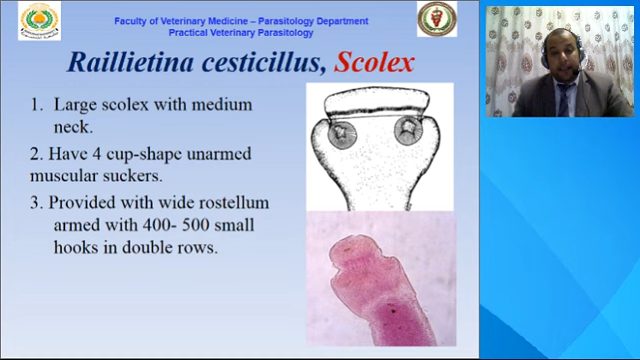 Faculty of Veterinary Medicine – Parasitology Department
Practical Veterinary Parasitology
Raillietina cesticillus, Scolex
1. Large scolex with medium
neck.
2. Have 4 cup-shape unarmed
muscular suckers.
3. Provided with wide rostellum
armed with 400- 500 small
hooks in double rows.